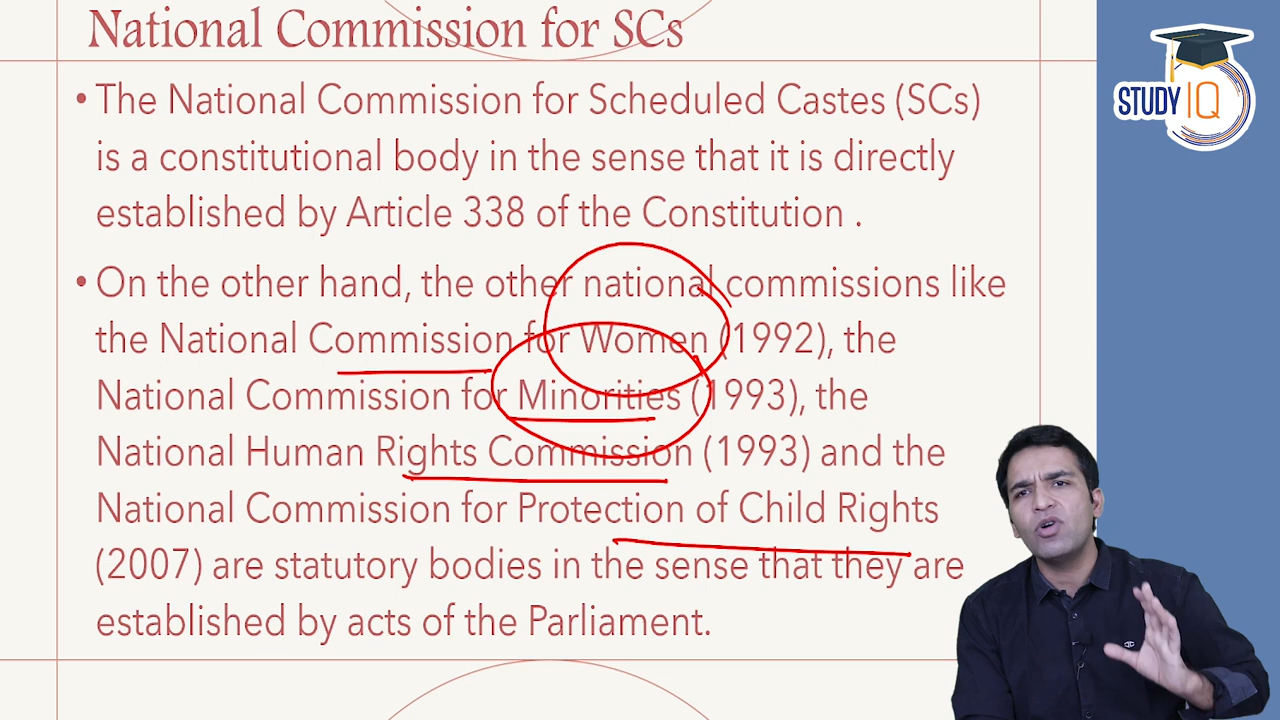 National Commission for SCs
• The National Commission for Scheduled Castes (SCs)
is a constitutional body in the sense that it is directly
established by Article 338 of the Constitution .
• On the other hand, the other national commissions like
the National Commission for Women (1992), the
National Commission for Minorities (1993), the
National Human Rights Commission (1993) and the
National Commission for Protection of Child Rights
(2007) are statutory bodies in the sense that they are
established by acts of the Parliament.
STUDY IQ